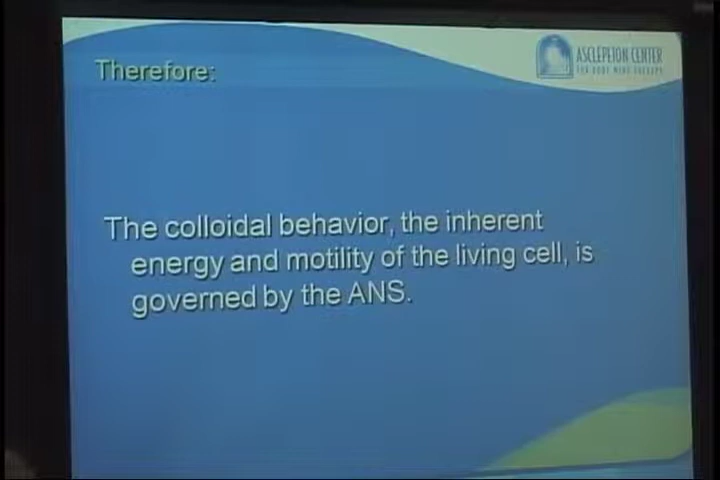 Therefore:
ASCLEPEION CENTER
FOR BODY MIND THERAPY
The colloidal behavior, the inherent
energy and motility of the living cell, is
governed by the ANS.